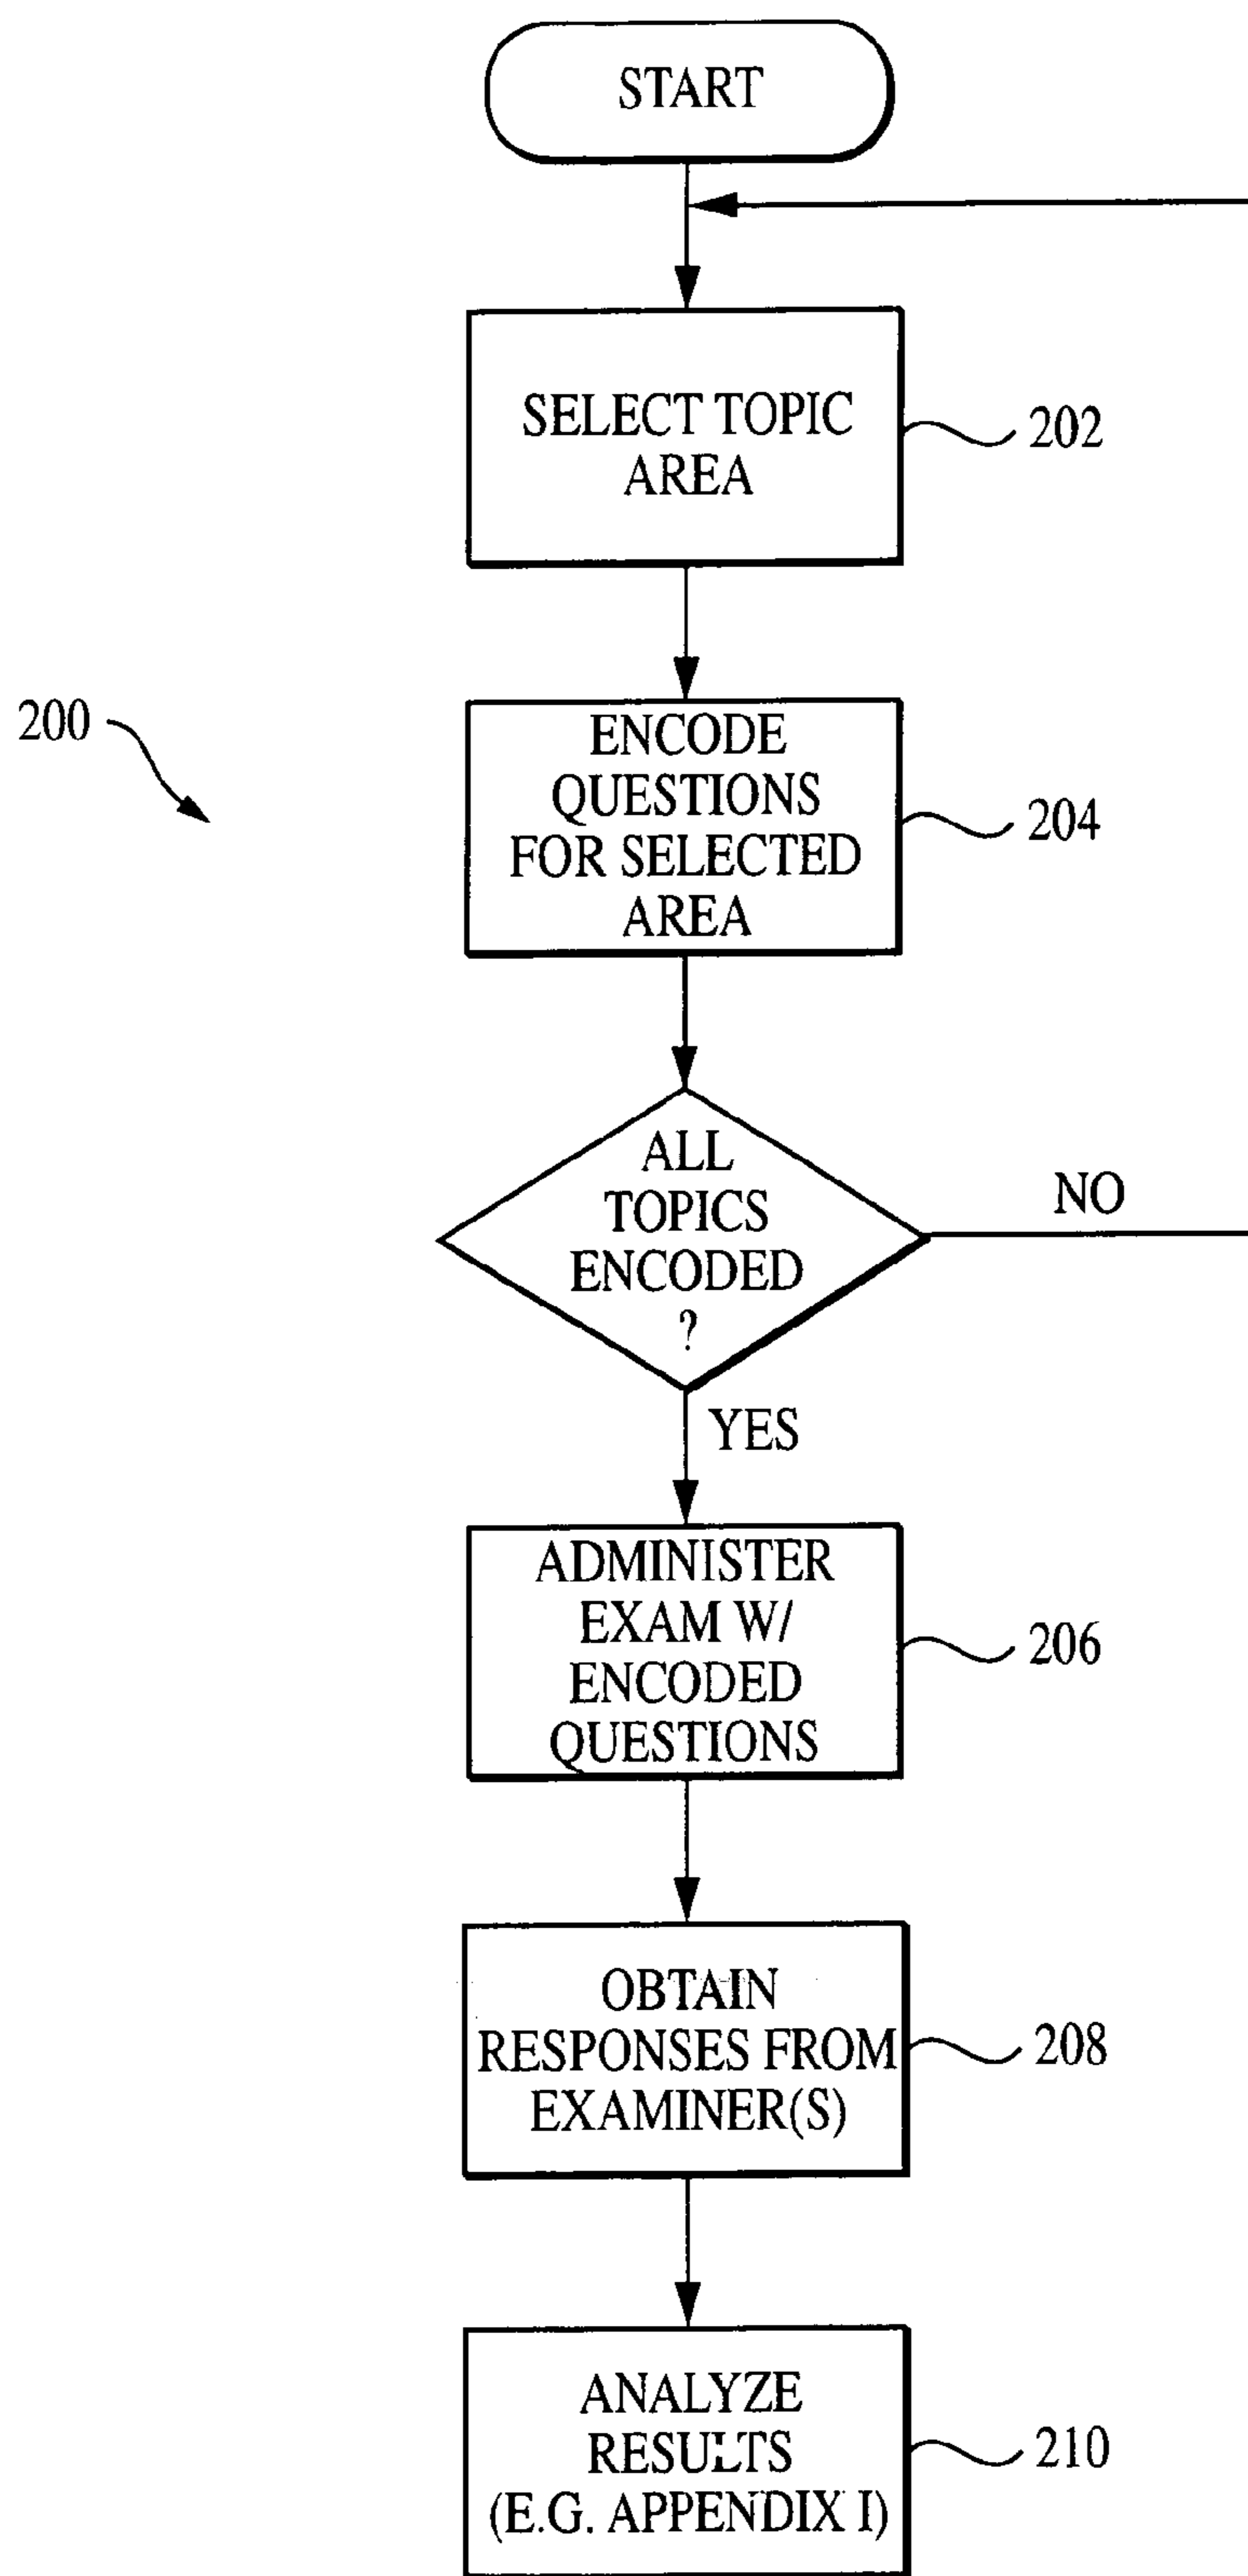 START
SELECT TOPIC
AREA
202
200
ENCODE
QUESTIONS
FOR SELECTED
AREA
204
ALL
TOPICS
ENCODED
?
NO
YES
ADMINISTER
EXAM W/
ENCODED
QUESTIONS
206
OBTAIN
RESPONSES FROM
EXAMINER(S)
208
ANALYZE
RESULTS
(E.G. APPENDIX I)
210